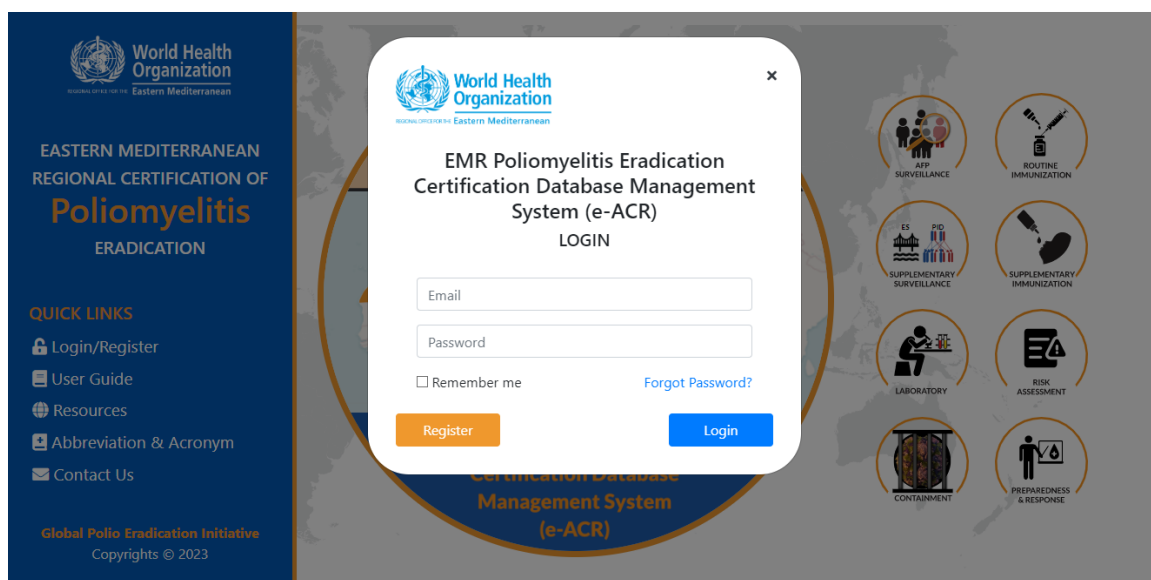 World Health
Organization
REGIONAL OFFICE FOR THE Eastern Mediterranean
EASTERN MEDITERRANEAN
REGIONAL CERTIFICATION OF
Poliomyelitis
ERADICATION
QUICK LINKS
Login/Register
User Guide
Resources
Abbreviation & Acronym
Contact Us
Global Polio Eradication Initiative
Copyrights © 2023
World Health
Organization
REGIONAL OFFICE FOR THE Eastern Mediterranean
×
EMR Poliomyelitis Eradication
Certification Database Management
System (e-ACR)
LOGIN
Email
Password
Remember me
Forgot Password?
Register
Login
Certification Database
Management System
(e-ACR)
AFP
SURVEILLANCE
ROUTINE
IMMUNIZATION
ES PID
SUPPLEMENTARY
SURVEILLANCE
SUPPLEMENTARY
IMMUNIZATION
LABORATORY
RISK
ASSESSMENT
CONTAINMENT
PREPAREDNESS
& RESPONSE